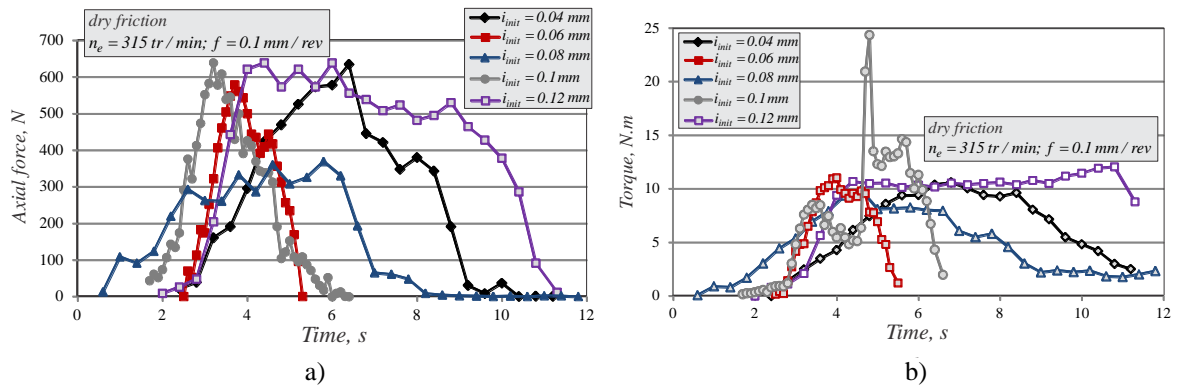 dry friction
n_e = 315 tr / min; f = 0.1 mm / rev
i_init = 0.04 mm
i_init = 0.06 mm
i_init = 0.08 mm
i_init = 0.1 mm
i_init = 0.12 mm
700
600
500
400
300
200
100
0
Axial force, N
0 2 4 6 8 10 12
Time, s
a)
i_init = 0.04 mm
i_init = 0.06 mm
i_init = 0.08 mm
i_init = 0.1 mm
i_init = 0.12 mm
dry friction
n_e = 315 tr / min; f = 0.1 mm / rev
25
20
15
10
5
0
Torque, N.m
0 2 4 6 8 10 12
Time, s
b)